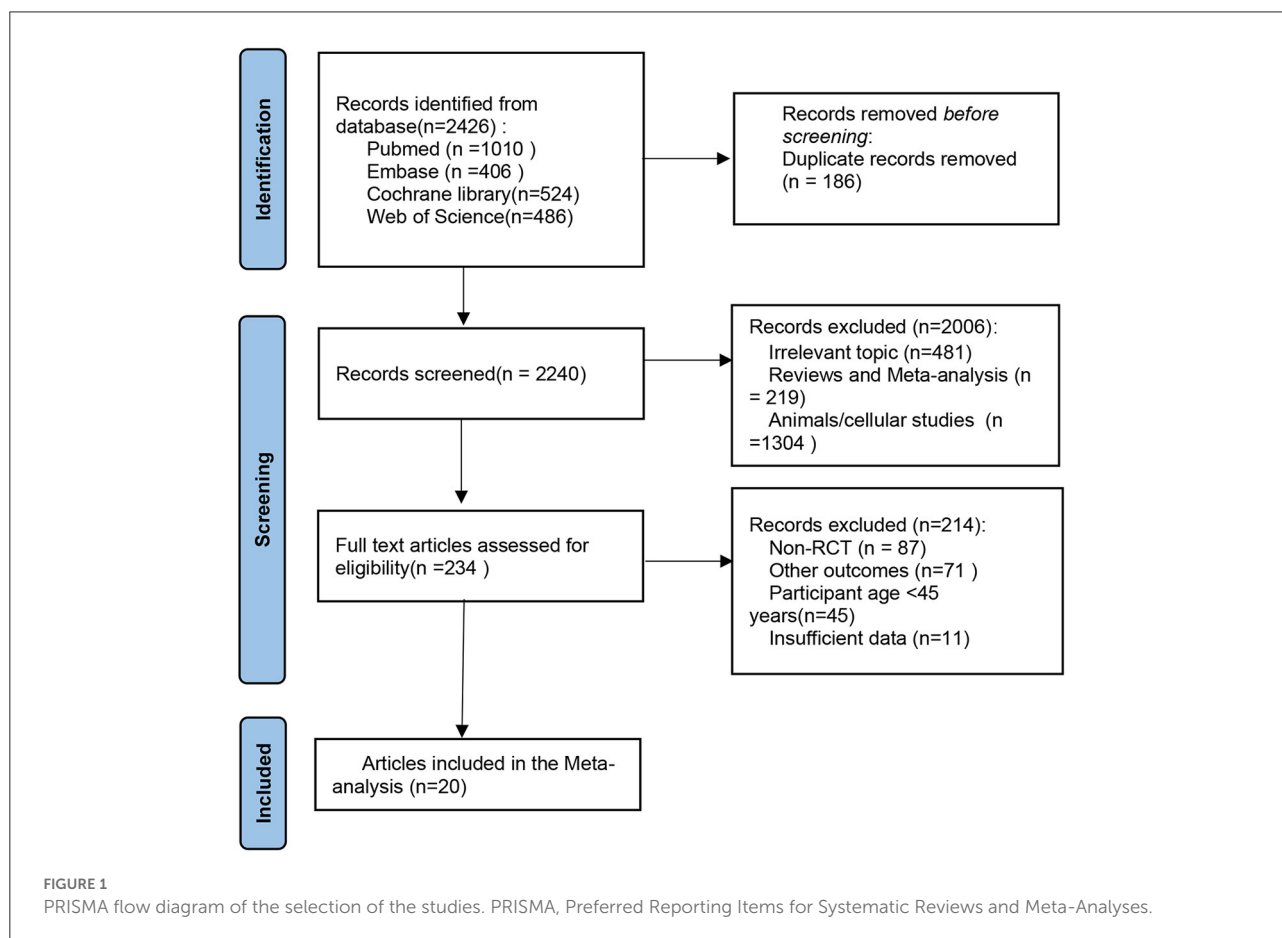 Identification
Records identified from
database(n=2426) :
Pubmed (n =1010 )
Embase (n =406 )
Cochrane library(n=524)
Web of Science(n=486)
Records removed before
screening:
Duplicate records removed
(n = 186)
Screening
Records screened(n = 2240)
Records excluded (n=2006):
Irrelevant topic (n=481)
Reviews and Meta-analysis (n
= 219)
Animals/cellular studies (n
=1304 )
Full text articles assessed for
eligibility(n =234 )
Records excluded (n=214):
Non-RCT (n = 87)
Other outcomes (n=71 )
Participant age <45
years(n=45)
Insufficient data (n=11)
Included
Articles included in the Meta-
analysis (n=20)
FIGURE 1
PRISMA flow diagram of the selection of the studies. PRISMA, Preferred Reporting Items for Systematic Reviews and Meta-Analyses.